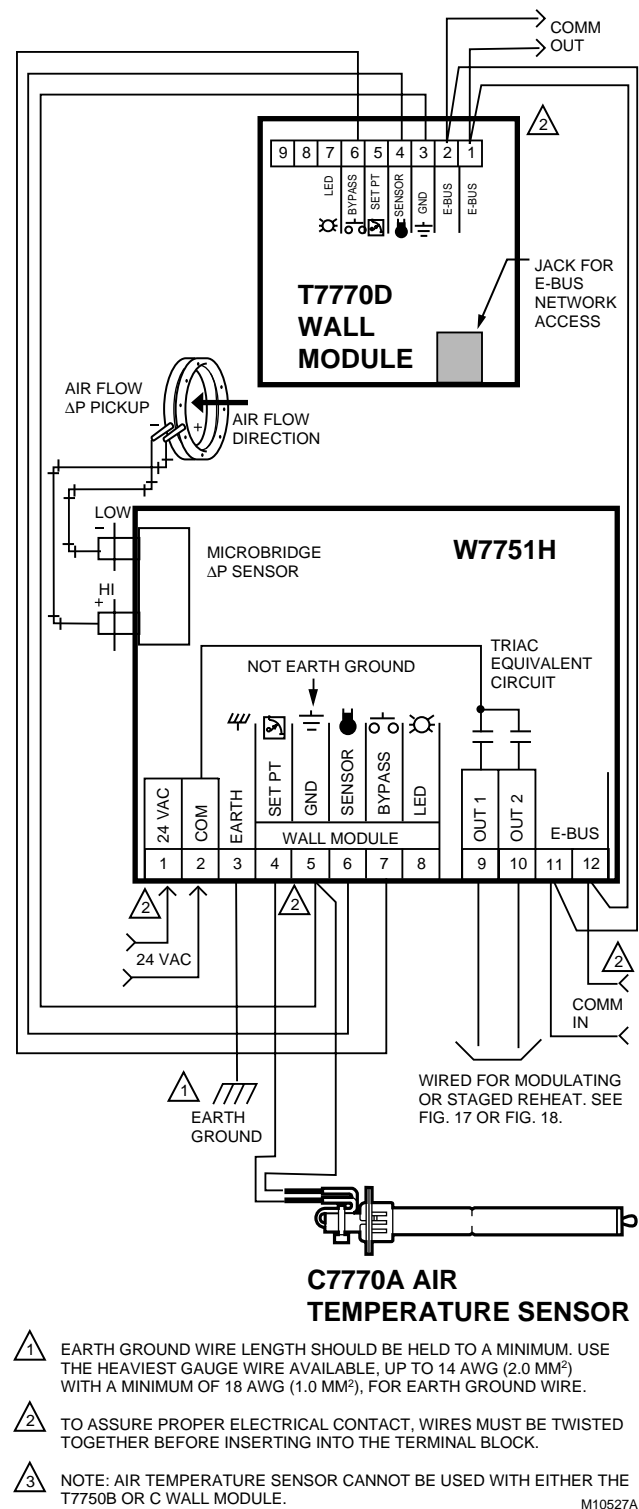 COMM
OUT
2
9 8 7 6 5 4 3 2 1
LED
BYPASS
SET PT
SENSOR
GND
E-BUS
E-BUS
T7770D
WALL
MODULE
JACK FOR
E-BUS
NETWORK
ACCESS
AIR FLOW
ΔP PICKUP
–
+
AIR FLOW
DIRECTION
LOW
–
HI
+
MICROBRIDGE
ΔP SENSOR
W7751H
NOT EARTH GROUND
TRIAC
EQUIVALENT
CIRCUIT
24 VAC
COM
EARTH
SET PT
GND
SENSOR
BYPASS
LED
OUT 1
OUT 2
E-BUS
WALL MODULE
1 2 3 4 5 6 7 8 9 10 11 12
2
2
24 VAC
2
COMM
IN
1
EARTH
GROUND
WIRED FOR MODULATING
OR STAGED REHEAT. SEE
FIG. 17 OR FIG. 18.
C7770A AIR
TEMPERATURE SENSOR
1 EARTH GROUND WIRE LENGTH SHOULD BE HELD TO A MINIMUM. USE
THE HEAVIEST GAUGE WIRE AVAILABLE, UP TO 14 AWG (2.0 MM²)
WITH A MINIMUM OF 18 AWG (1.0 MM²), FOR EARTH GROUND WIRE.
2 TO ASSURE PROPER ELECTRICAL CONTACT, WIRES MUST BE TWISTED
TOGETHER BEFORE INSERTING INTO THE TERMINAL BLOCK.
3 NOTE: AIR TEMPERATURE SENSOR CANNOT BE USED WITH EITHER THE
T7750B OR C WALL MODULE.
M10527A